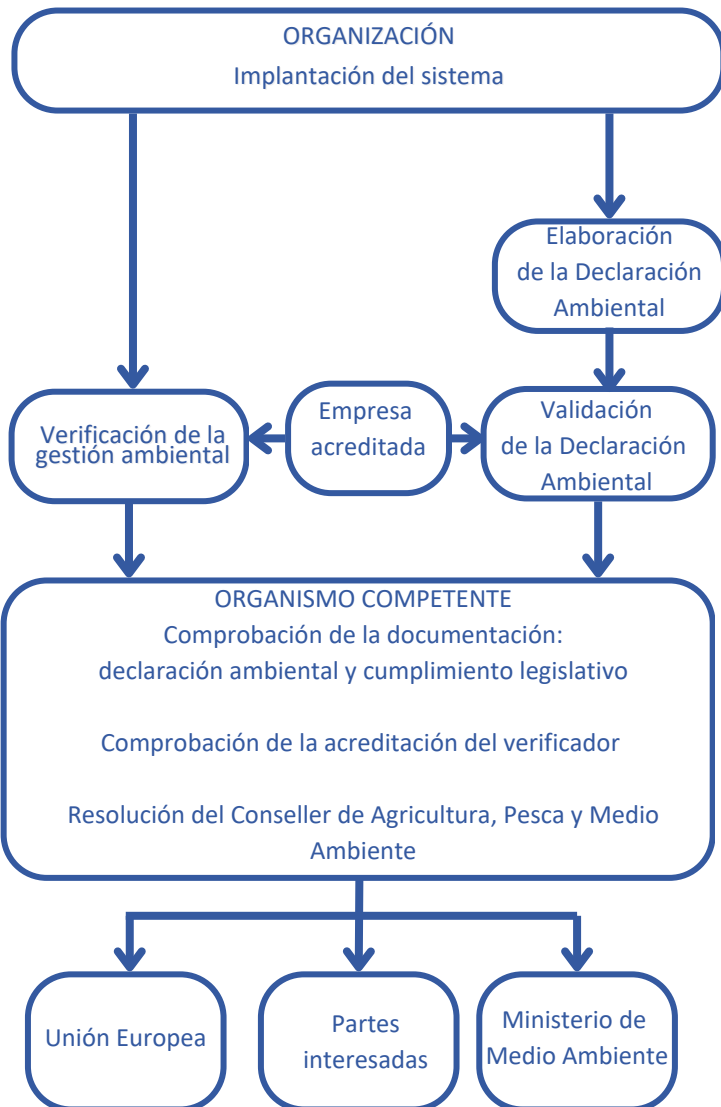 ORGANIZACIÓN
Implantación del sistema
Elaboración
de la Declaración
Ambiental
Verificación de la
gestión ambiental
Empresa
acreditada
Validación
de la Declaración
Ambiental
ORGANISMO COMPETENTE
Comprobación de la documentación:
declaración ambiental y cumplimiento legislativo
Comprobación de la acreditación del verificador
Resolución del Conseller de Agricultura, Pesca y Medio
Ambiente
Unión Europea
Partes
interesadas
Ministerio de
Medio Ambiente